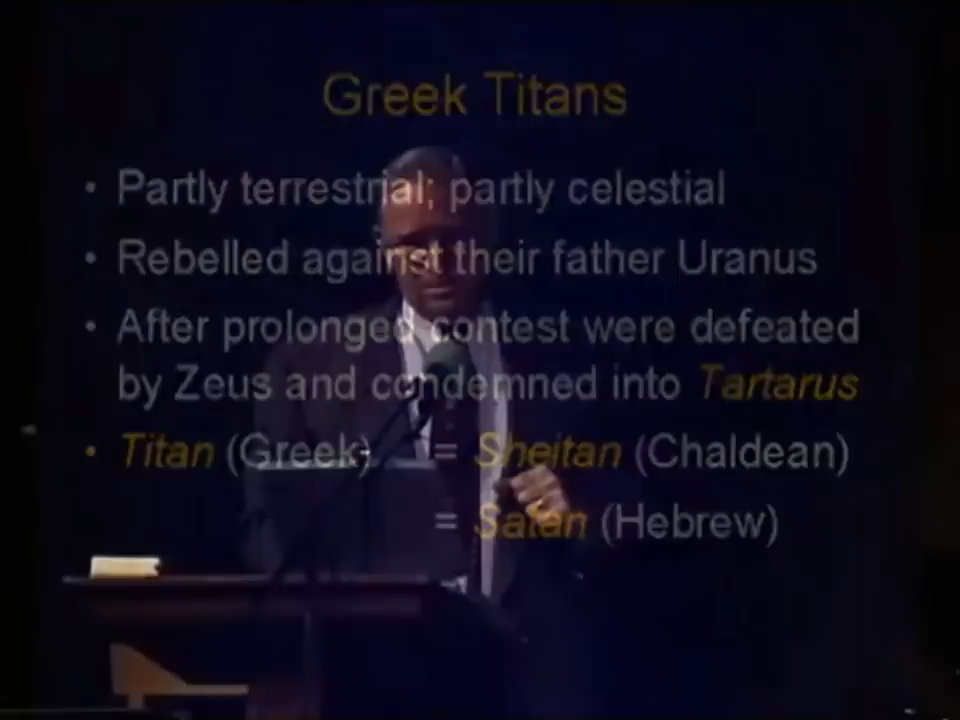 Greek Titans
• Partly terrestrial; partly celestial
• Rebelled against their father Uranus
• After prolonged contest were defeated
by Zeus and condemned into Tartarus
• Titan (Greek) = Sheitan (Chaldean)
= Satan (Hebrew)